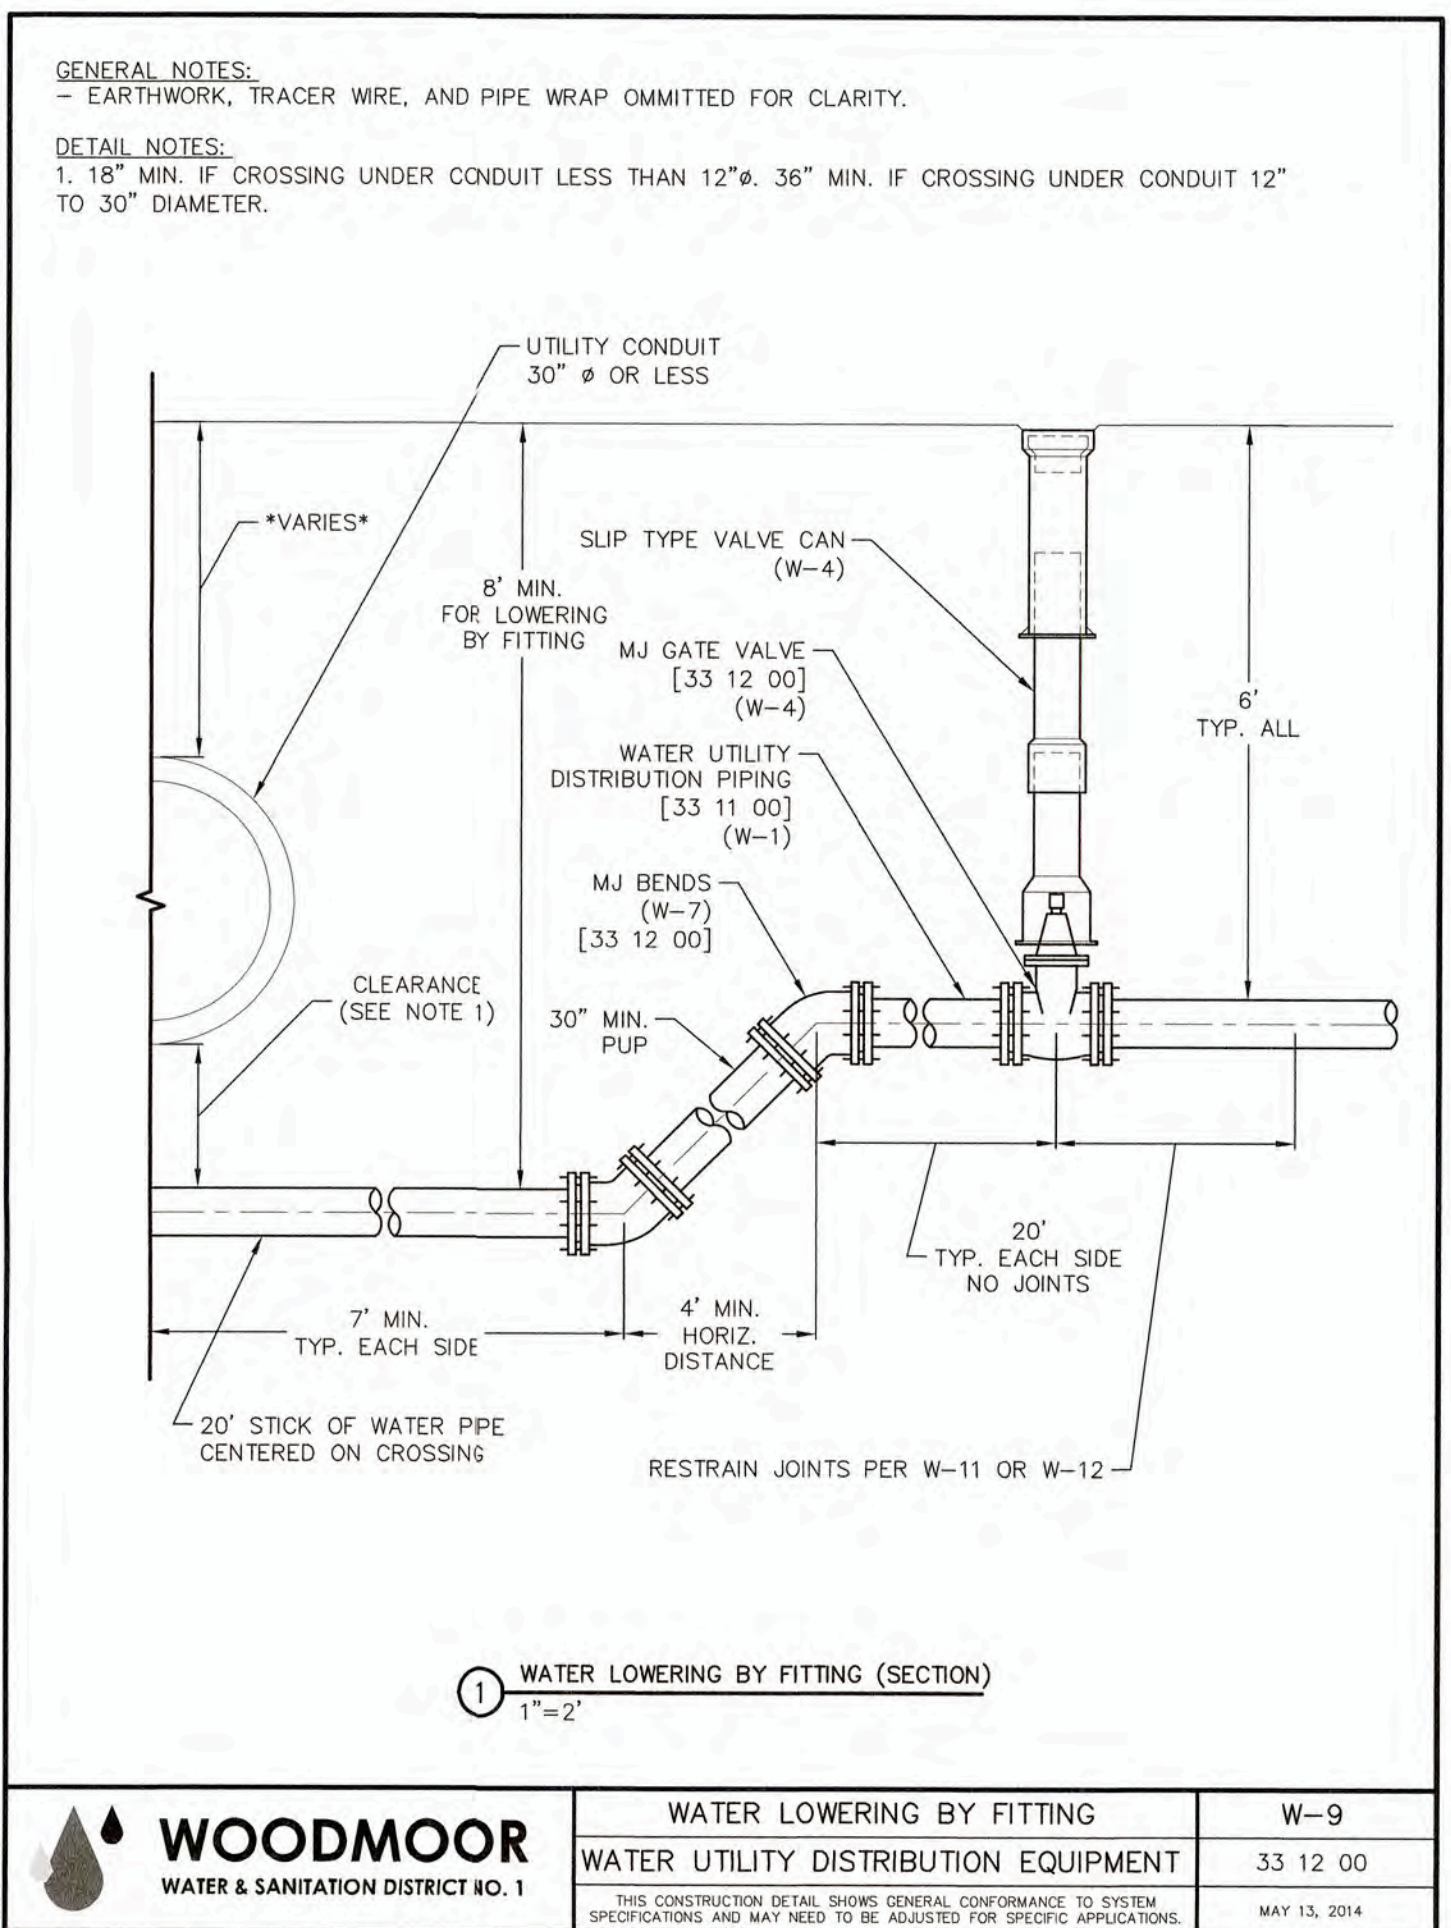 GENERAL NOTES:
– EARTHWORK, TRACER WIRE, AND PIPE WRAP OMMITTED FOR CLARITY.
DETAIL NOTES:
1. 18" MIN. IF CROSSING UNDER CONDUIT LESS THAN 12"ø. 36" MIN. IF CROSSING UNDER CONDUIT 12"
TO 30" DIAMETER.
UTILITY CONDUIT
30" ø OR LESS
*VARIES*
8' MIN.
FOR LOWERING
BY FITTING
SLIP TYPE VALVE CAN
(W–4)
MJ GATE VALVE
[33 12 00]
(W–4)
6'
TYP. ALL
WATER UTILITY
DISTRIBUTION PIPING
[33 11 00]
(W–1)
MJ BENDS
(W–7)
[33 12 00]
CLEARANCE
(SEE NOTE 1)
30" MIN.
PUP
20'
TYP. EACH SIDE
NO JOINTS
7' MIN.
TYP. EACH SIDE
4' MIN.
HORIZ.
DISTANCE
20' STICK OF WATER PIPE
CENTERED ON CROSSING
RESTRAIN JOINTS PER W–11 OR W–12
1 WATER LOWERING BY FITTING (SECTION)
1"=2'
WOODMOOR
WATER & SANITATION DISTRICT NO. 1
WATER LOWERING BY FITTING
WATER UTILITY DISTRIBUTION EQUIPMENT
THIS CONSTRUCTION DETAIL SHOWS GENERAL CONFORMANCE TO SYSTEM
SPECIFICATIONS AND MAY NEED TO BE ADJUSTED FOR SPECIFIC APPLICATIONS.
W–9
33 12 00
MAY 13, 2014